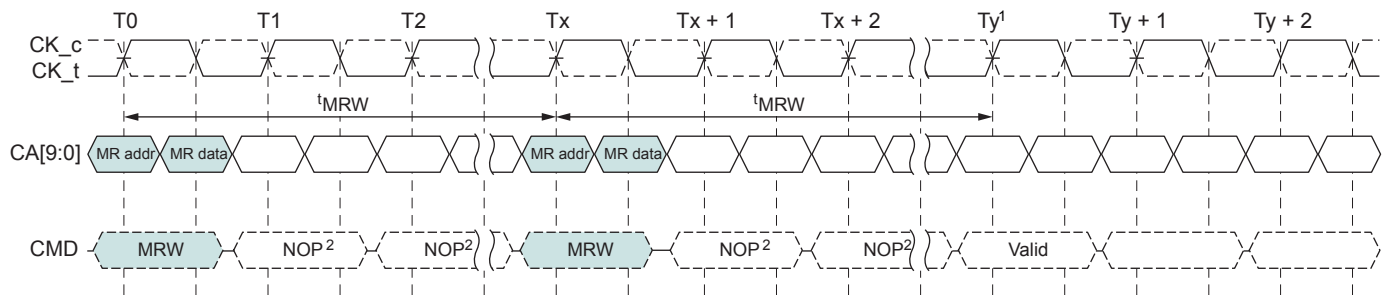 T0 T1 T2 Tx Tx + 1 Tx + 2 Ty¹ Ty + 1 Ty + 2
CK_c
CK_t
tMRW tMRW
CA[9:0] MR addr MR data MR addr MR data
CMD MRW NOP² NOP² MRW NOP² NOP² Valid